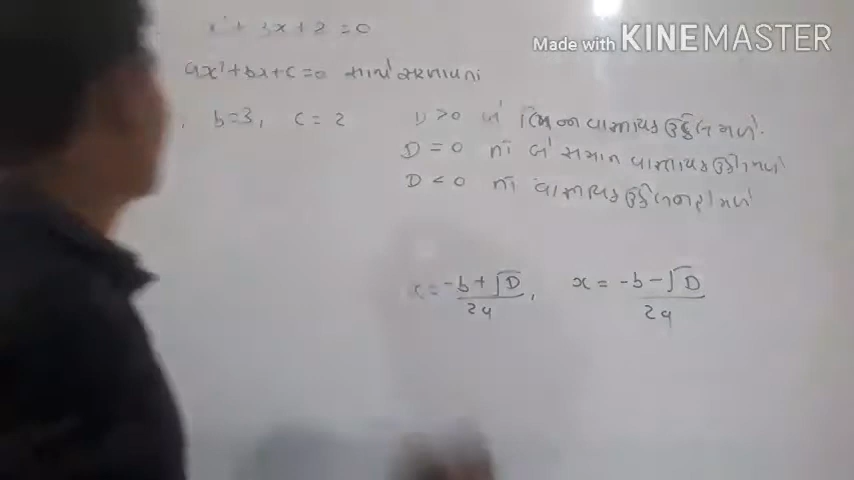 Made with KINEMASTER
x² + 3x + 2 = 0
ax² + bx + c = 0 સાથે સરખાવતાં
b=3, c = 2
D > 0 બે ભિન્ન વાસ્તવિક ઉકેલ મળે.
D = 0 તો બે સમાન વાસ્તવિક ઉકેલ મળે
D < 0 તો વાસ્તવિક ઉકેલ ન મળે
x = -b + √D / 2a , x = -b - √D / 2a